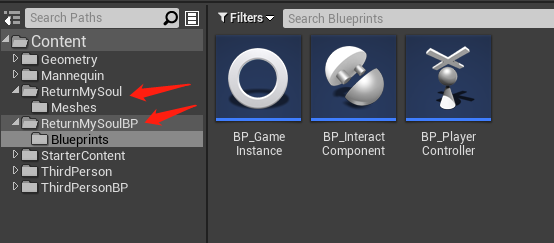 Search Paths
Filters
Search Blueprints
Content
Geometry
Mannequin
ReturnMySoul
Meshes
ReturnMySoulBP
Blueprints
StarterContent
ThirdPerson
ThirdPersonBP
BP_Game
Instance
BP_Interact
Component
BP_Player
Controller